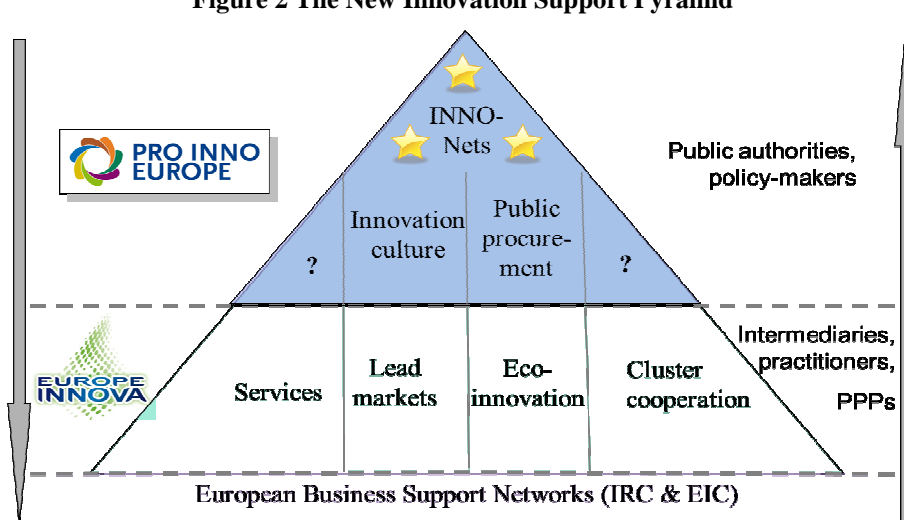 Figure 2 The New Innovation Support Pyramid
INNO-
Nets
PRO INNO
EUROPE
Public authorities,
policy-makers
Innovation
culture
Public
procure-
ment
?
?
EUROPE
INNOVA
Services
Lead
markets
Eco-
innovation
Cluster
cooperation
Intermediaries,
practitioners,
PPPs
European Business Support Networks (IRC & EIC)